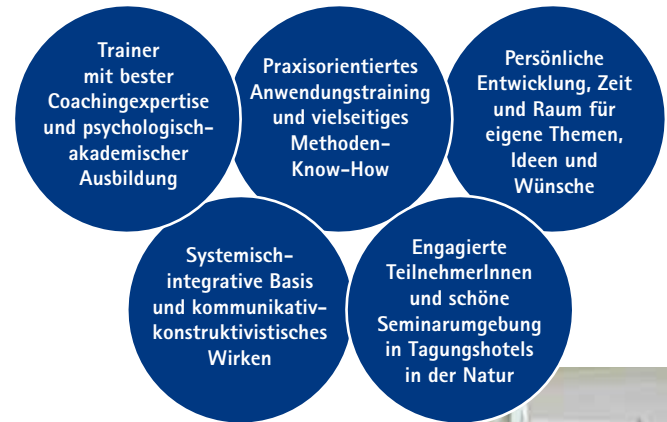 Trainer
mit bester
Coachingexpertise
und psychologisch-
akademischer
Ausbildung
Praxisorientiertes
Anwendungstraining
und vielseitiges
Methoden-
Know-How
Persönliche
Entwicklung, Zeit
und Raum für
eigene Themen,
Ideen und
Wünsche
Systemisch-
integrative Basis
und kommunikativ-
konstruktivistisches
Wirken
Engagierte
TeilnehmerInnen
und schöne
Seminarumgebung
in Tagungshotels
in der Natur